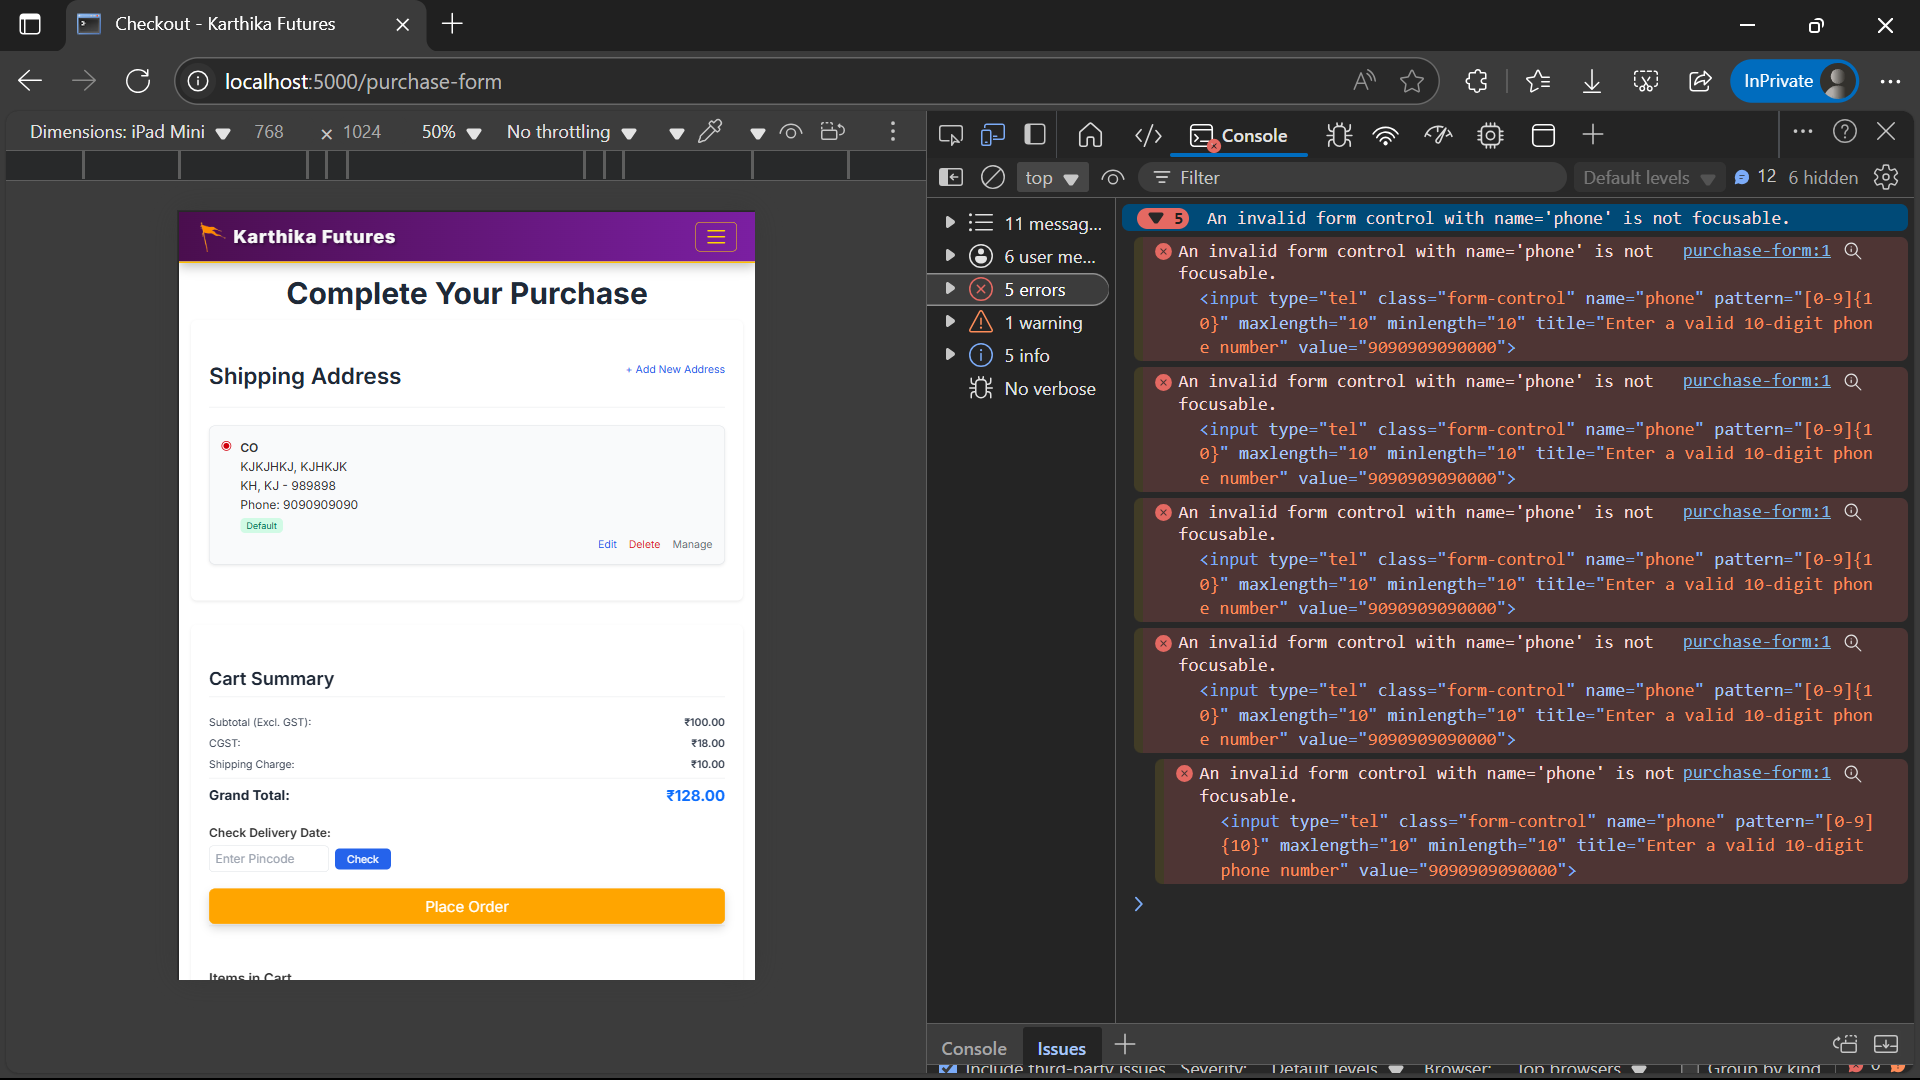 Checkout - Karthika Futures
localhost:5000/purchase-form
InPrivate
Dimensions: iPad Mini 768 × 1024 50% No throttling
Console
top
Filter
Default levels
12
6 hidden
Karthika Futures
Complete Your Purchase
Shipping Address
+ Add New Address
CO
KJKJHKJ, KJHKJK
KH, KJ - 989898
Phone: 9090909090
Default
Edit Delete Manage
Cart Summary
Subtotal (Excl. GST): ₹100.00
CGST: ₹18.00
Shipping Charge: ₹10.00
Grand Total: ₹128.00
Check Delivery Date:
Enter Pincode Check
Place Order
Items in Cart
11 messag...
6 user me...
5 errors
1 warning
5 info
No verbose
5 An invalid form control with name='phone' is not focusable.
An invalid form control with name='phone' is not purchase-form:1
focusable.
<input type="tel" class="form-control" name="phone" pattern="[0-9]{1
0}" maxlength="10" minlength="10" title="Enter a valid 10-digit phon
e number" value="9090909090000">
An invalid form control with name='phone' is not purchase-form:1
focusable.
<input type="tel" class="form-control" name="phone" pattern="[0-9]{1
0}" maxlength="10" minlength="10" title="Enter a valid 10-digit phon
e number" value="9090909090000">
An invalid form control with name='phone' is not purchase-form:1
focusable.
<input type="tel" class="form-control" name="phone" pattern="[0-9]{1
0}" maxlength="10" minlength="10" title="Enter a valid 10-digit phon
e number" value="9090909090000">
An invalid form control with name='phone' is not purchase-form:1
focusable.
<input type="tel" class="form-control" name="phone" pattern="[0-9]{1
0}" maxlength="10" minlength="10" title="Enter a valid 10-digit phon
e number" value="9090909090000">
An invalid form control with name='phone' is not purchase-form:1
focusable.
<input type="tel" class="form-control" name="phone" pattern="[0-9]
{10}" maxlength="10" minlength="10" title="Enter a valid 10-digit
phone number" value="9090909090000">
Console Issues
Include third-party issues Severity: Default levels Browser: Top browsers Group by kind 0